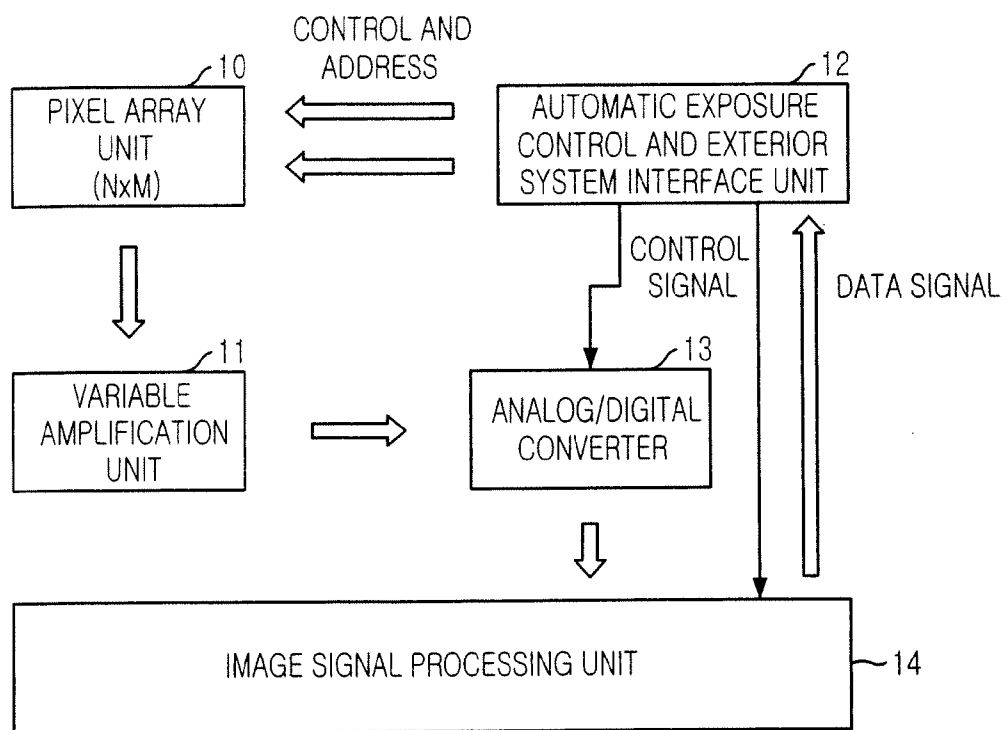 CONTROL AND
ADDRESS
10
PIXEL ARRAY
UNIT
(NxM)
12
AUTOMATIC EXPOSURE
CONTROL AND EXTERIOR
SYSTEM INTERFACE UNIT
CONTROL
SIGNAL
DATA SIGNAL
11
VARIABLE
AMPLIFICATION
UNIT
13
ANALOG/DIGITAL
CONVERTER
IMAGE SIGNAL PROCESSING UNIT
14